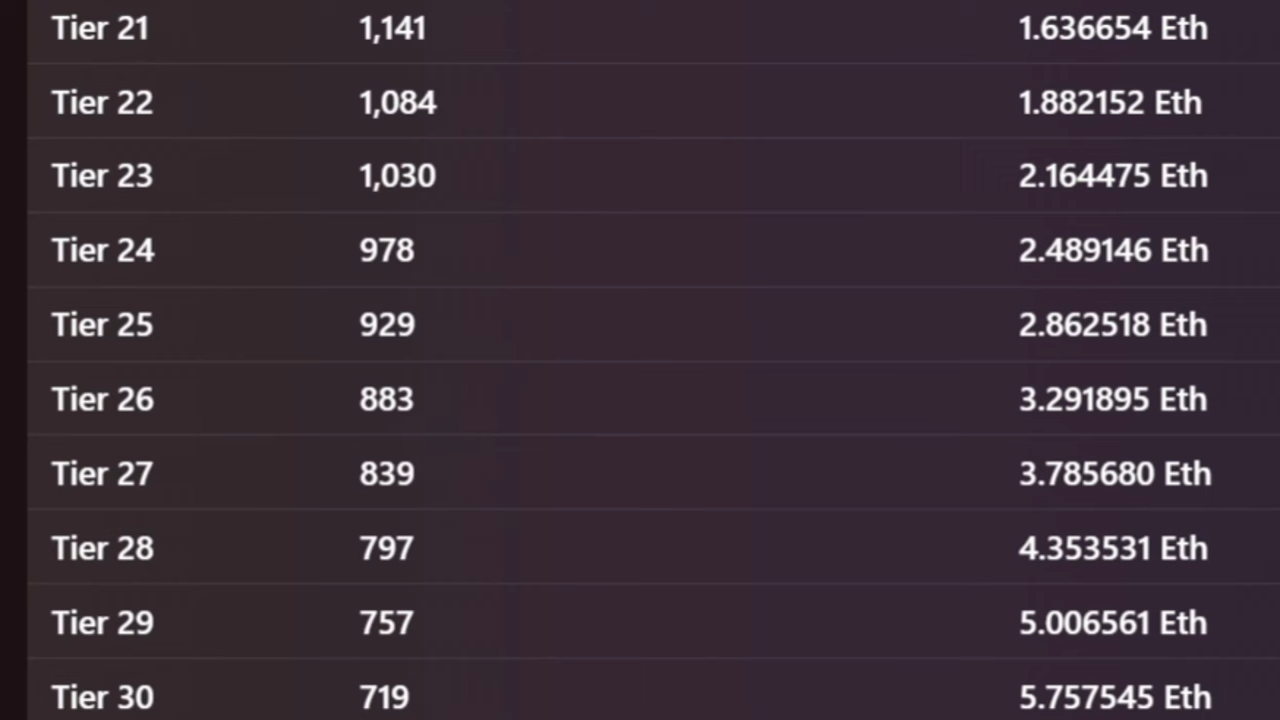 Tier 21 1,141 1.636654 Eth
Tier 22 1,084 1.882152 Eth
Tier 23 1,030 2.164475 Eth
Tier 24 978 2.489146 Eth
Tier 25 929 2.862518 Eth
Tier 26 883 3.291895 Eth
Tier 27 839 3.785680 Eth
Tier 28 797 4.353531 Eth
Tier 29 757 5.006561 Eth
Tier 30 719 5.757545 Eth